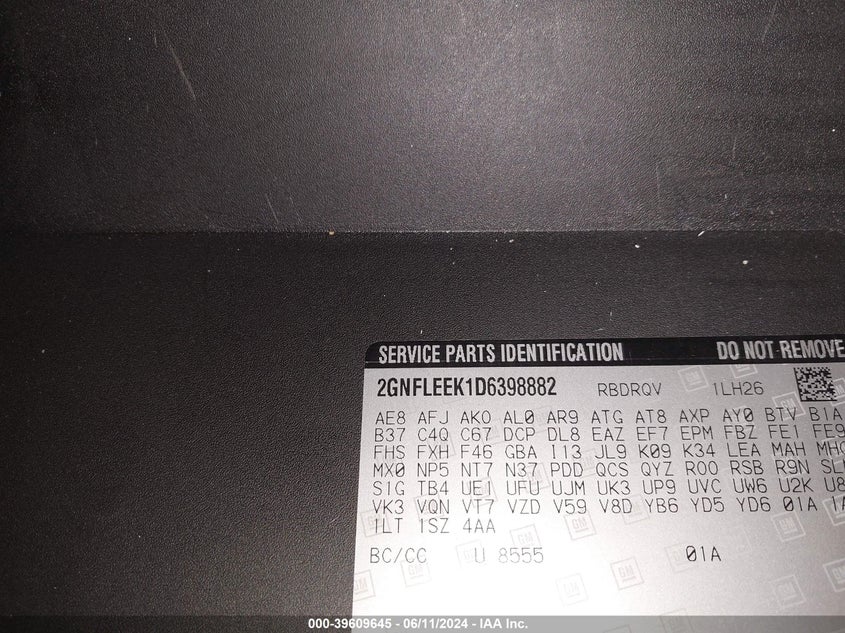 SERVICE PARTS IDENTIFICATION DO NOT REMOVE
2GNFLEEK1D6398882 RBDRQV 1LH26
AE8 AFJ AKO AL0 AR9 ATG AT8 AXP AY0 BTV B1A
B37 C4Q C67 DCP DL8 EAZ EF7 EPM FBZ FE1 FE9
FHS FXH F46 GBA I13 JL9 K09 K34 LEA MAH
MX0 NP5 NT7 N37 PDD QCS QYZ ROO RSB R9N
S1G TB4 UE1 UFU UJM UK3 UP9 UVC UW6 U2K
VK3 VQN VT7 VZD V59 V8D YB6 YD5 YD6 01A
1LT 1SZ 4AA
BC/CC U 8555 01A
000-39609645 - 06/11/2024 - IAA Inc.